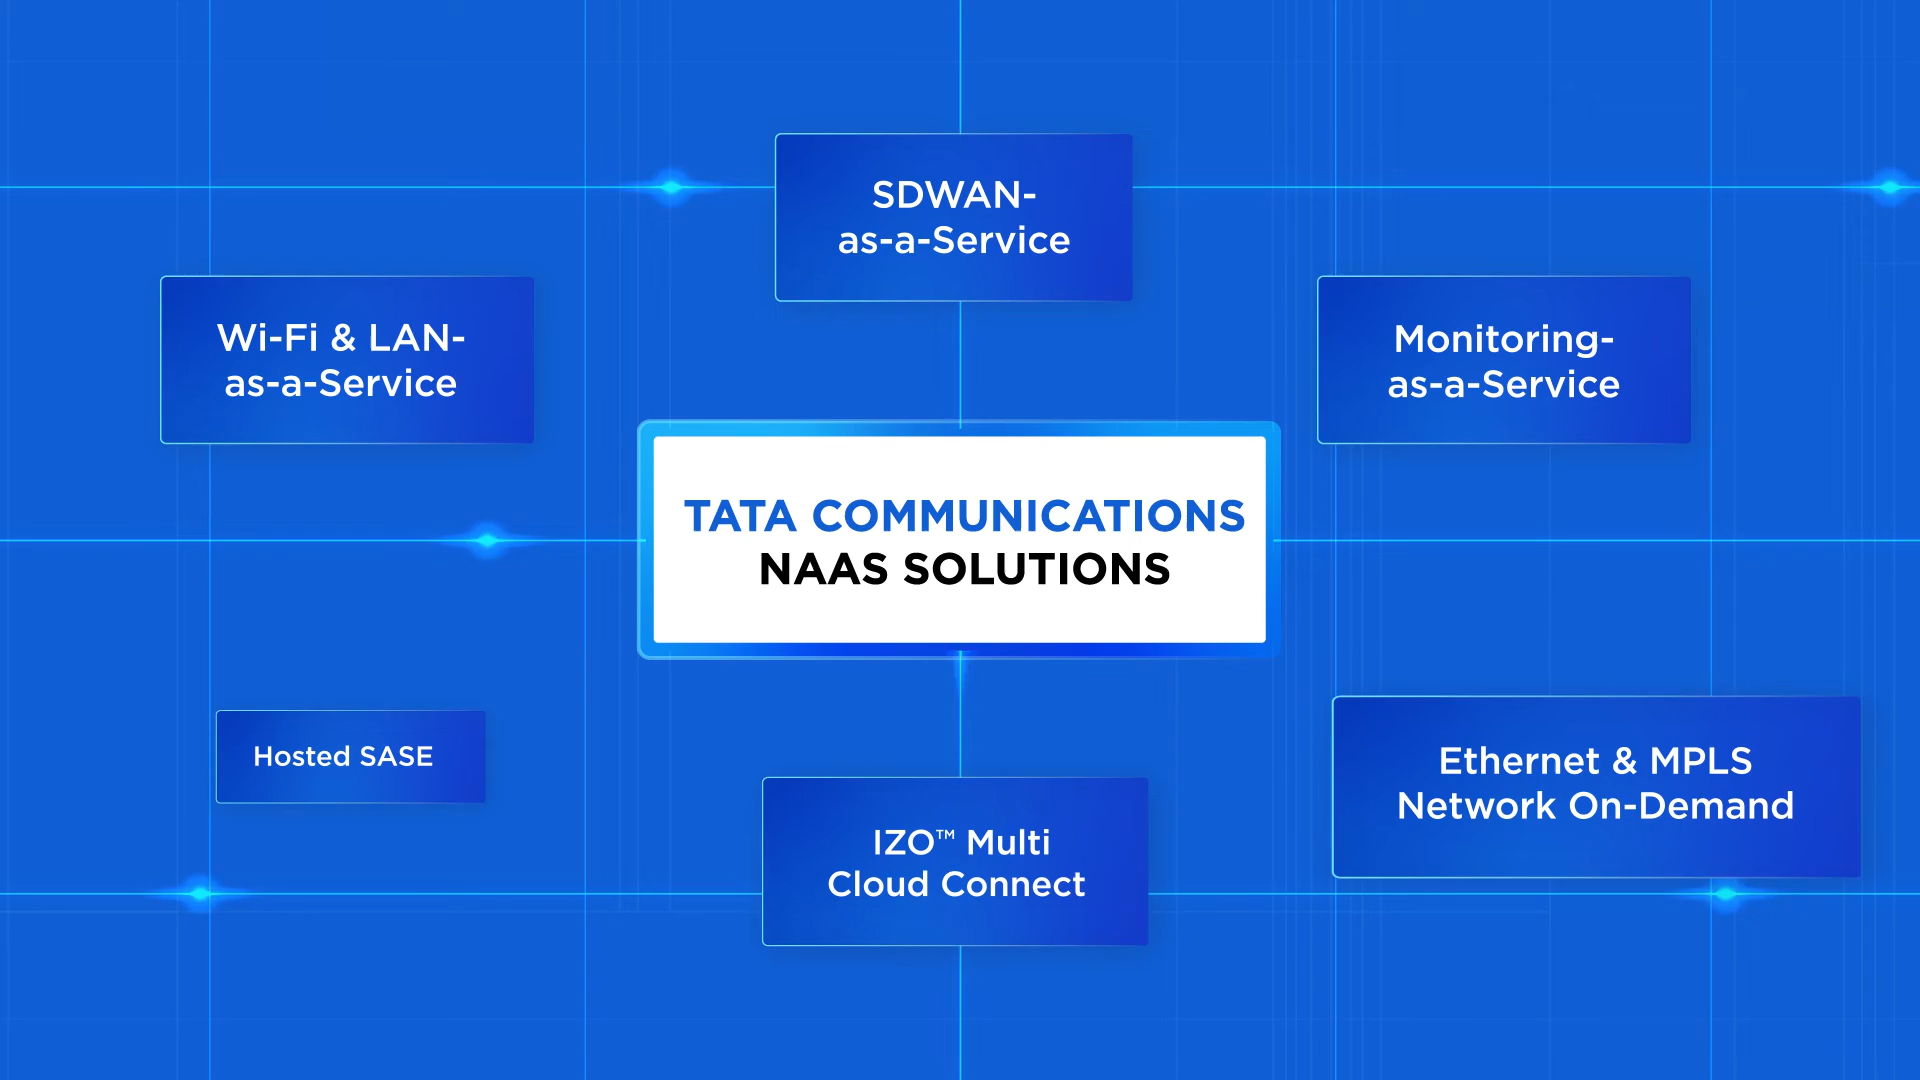 SDWAN-
as-a-Service
Wi-Fi & LAN-
as-a-Service
Monitoring-
as-a-Service
TATA COMMUNICATIONS
NAAS SOLUTIONS
Hosted SASE
Ethernet & MPLS
Network On-Demand
IZO™ Multi
Cloud Connect